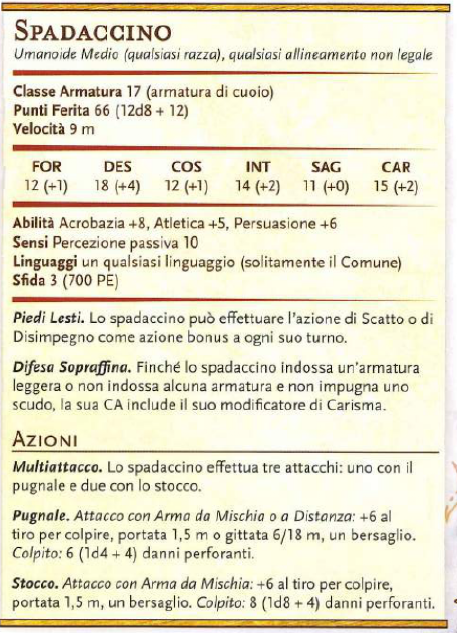 SPADACCINO
Umanoide Medio (qualsiasi razza), qualsiasi allineamento non legale
Classe Armatura 17 (armatura di cuoio)
Punti Ferita 66 (12d8 + 12)
Velocità 9 m
FOR DES COS INT SAG CAR
12 (+1) 18 (+4) 12 (+1) 14 (+2) 11 (+0) 15 (+2)
Abilità Acrobazia +8, Atletica +5, Persuasione +6
Sensi Percezione passiva 10
Linguaggi un qualsiasi linguaggio (solitamente il Comune)
Sfida 3 (700 PE)
Piedi Lesti. Lo spadaccino può effettuare l'azione di Scatto o di
Disimpegno come azione bonus a ogni suo turno.
Difesa Sopraffina. Finché lo spadaccino indossa un'armatura
leggera o non indossa alcuna armatura e non impugna uno
scudo, la sua CA include il suo modificatore di Carisma.
AZIONI
Multiattacco. Lo spadaccino effettua tre attacchi: uno con il
pugnale e due con lo stocco.
Pugnale. Attacco con Arma da Mischia o a Distanza: +6 al
tiro per colpire, portata 1,5 m o gittata 6/18 m, un bersaglio.
Colpito: 6 (1d4 + 4) danni perforanti.
Stocco. Attacco con Arma da Mischia: +6 al tiro per colpire,
portata 1,5 m, un bersaglio. Colpito: 8 (1d8 + 4) danni perforanti.